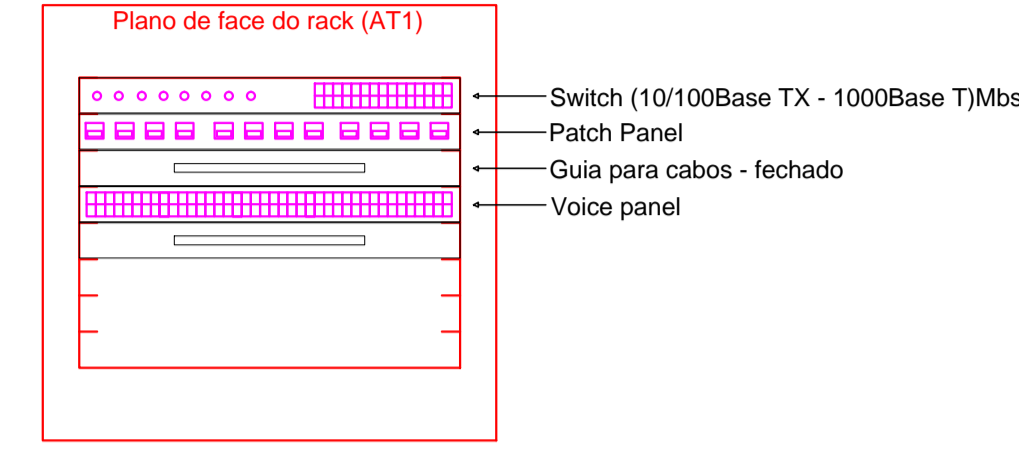 Plano de face do rack (AT1)
Switch (10/100Base TX - 1000Base T)Mbs
Patch Panel
Guia para cabos - fechado
Voice panel